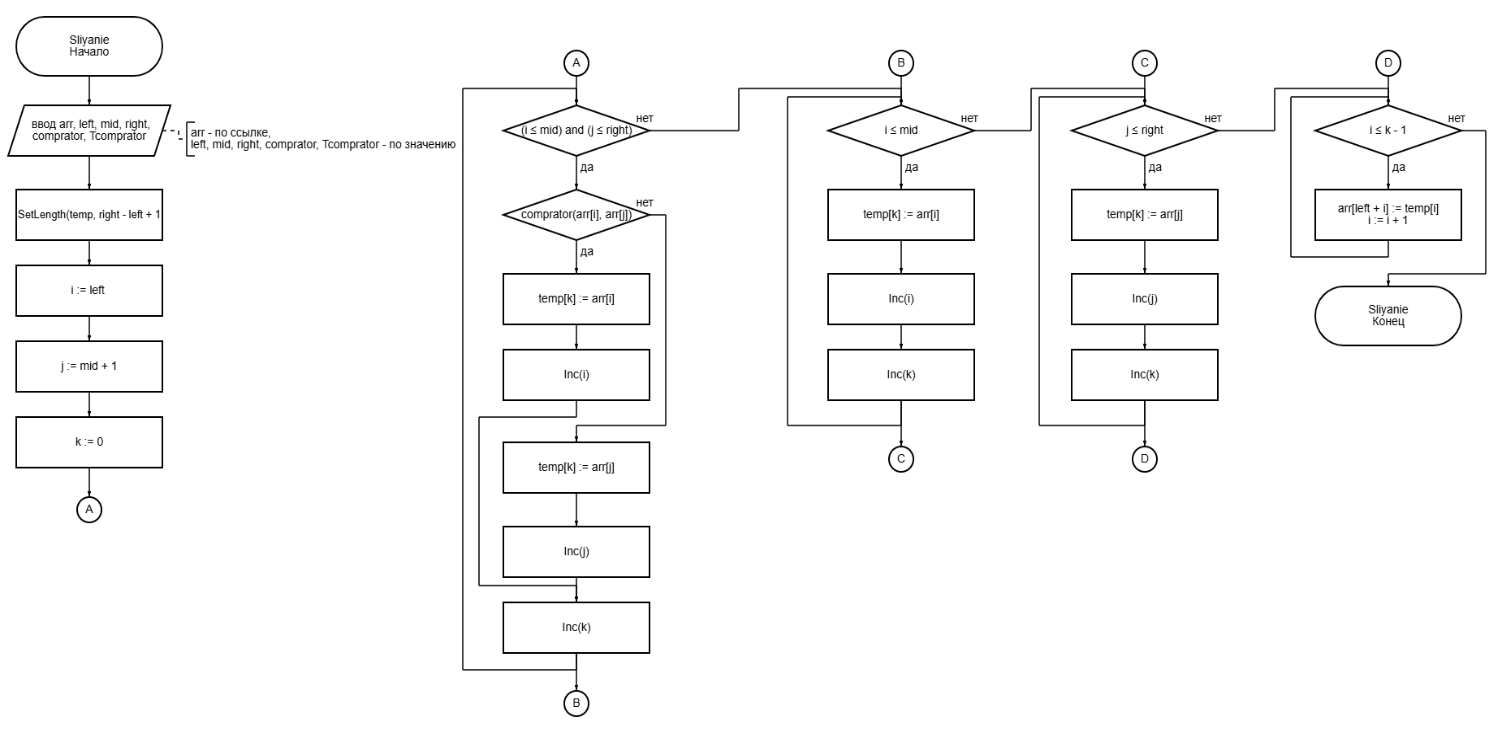 Sliyanie
Начало
ввод arr, left, mid, right,
comprator, Tcomprator
arr - по ссылке,
left, mid, right, comprator, Tcomprator - по значению
SetLength(temp, right - left + 1
i := left
j := mid + 1
k := 0
A
A
(i ≤ mid) and (j ≤ right)
нет
да
comprator(arr[i], arr[j])
нет
да
temp[k] := arr[i]
Inc(i)
temp[k] := arr[j]
Inc(j)
Inc(k)
B
B
i ≤ mid
нет
да
temp[k] := arr[i]
Inc(i)
Inc(k)
C
C
j ≤ right
нет
да
temp[k] := arr[j]
Inc(j)
Inc(k)
D
D
i ≤ k - 1
нет
да
arr[left + i] := temp[i]
i := i + 1
Sliyanie
Конец